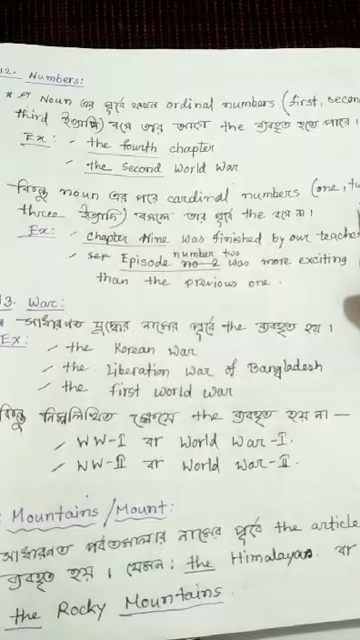 12. Numbers:
* Noun এর পূর্বে যখন ordinal numbers (first, second
third ইত্যাদি) বসে তার আগে the ব্যবহৃত হতে পারে।
Ex: - the fourth chapter
- the second World War
কিন্তু noun এর পরে cardinal numbers (one, tw
three ইত্যাদি) বসলে তার পূর্বে the বসে না।
Ex: - chapter Nine was finished by our teache
- Episode number two was more exciting
than the previous one.
13. War:
সাধারণত যুদ্ধের নামের পূর্বে the ব্যবহৃত হয়।
Ex: - the Korean War
- the Liberation War of Bangladesh
- the first World War
কিন্তু নিম্নলিখিত ক্ষেত্রে the ব্যবহৃত হয় না —
- WW-I বা World War-I.
- WW-II বা World War-II.
Mountains/Mount:
সাধারণত পর্বতমালার নামের পূর্বে the article
ব্যবহৃত হয়। যেমন: the Himalayas বা
the Rocky Mountains.